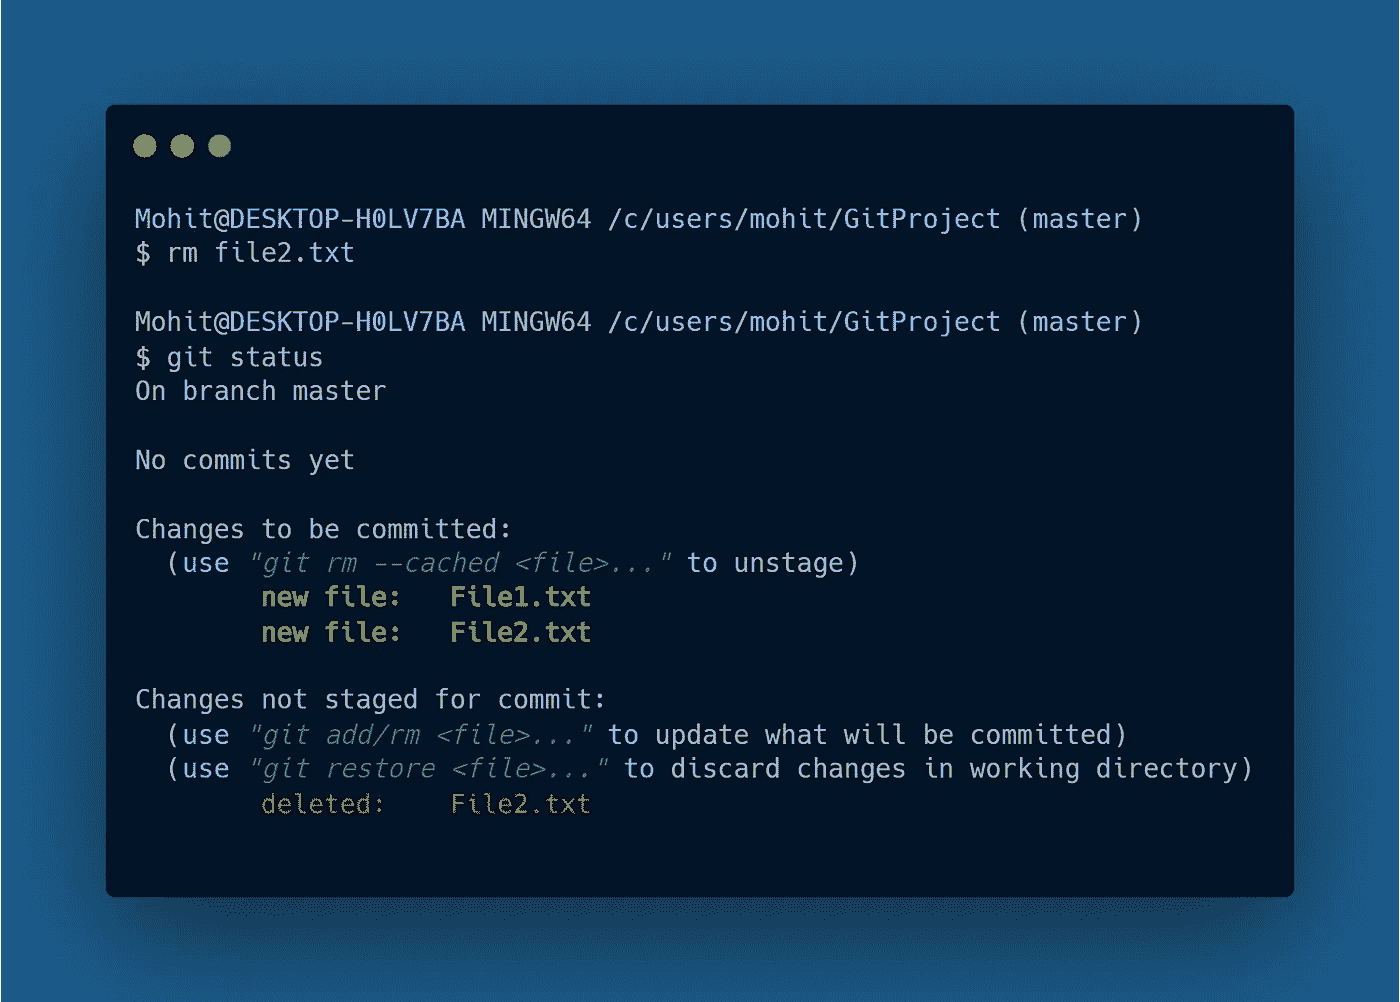 Mohit@DESKTOP-H0LV7BA MINGW64 /c/users/mohit/GitProject (master)
$ rm file2.txt
Mohit@DESKTOP-H0LV7BA MINGW64 /c/users/mohit/GitProject (master)
$ git status
On branch master
No commits yet
Changes to be committed:
  (use "git rm --cached <file>..." to unstage)
        new file:   File1.txt
        new file:   File2.txt
Changes not staged for commit:
  (use "git add/rm <file>..." to update what will be committed)
  (use "git restore <file>..." to discard changes in working directory)
        deleted:    File2.txt